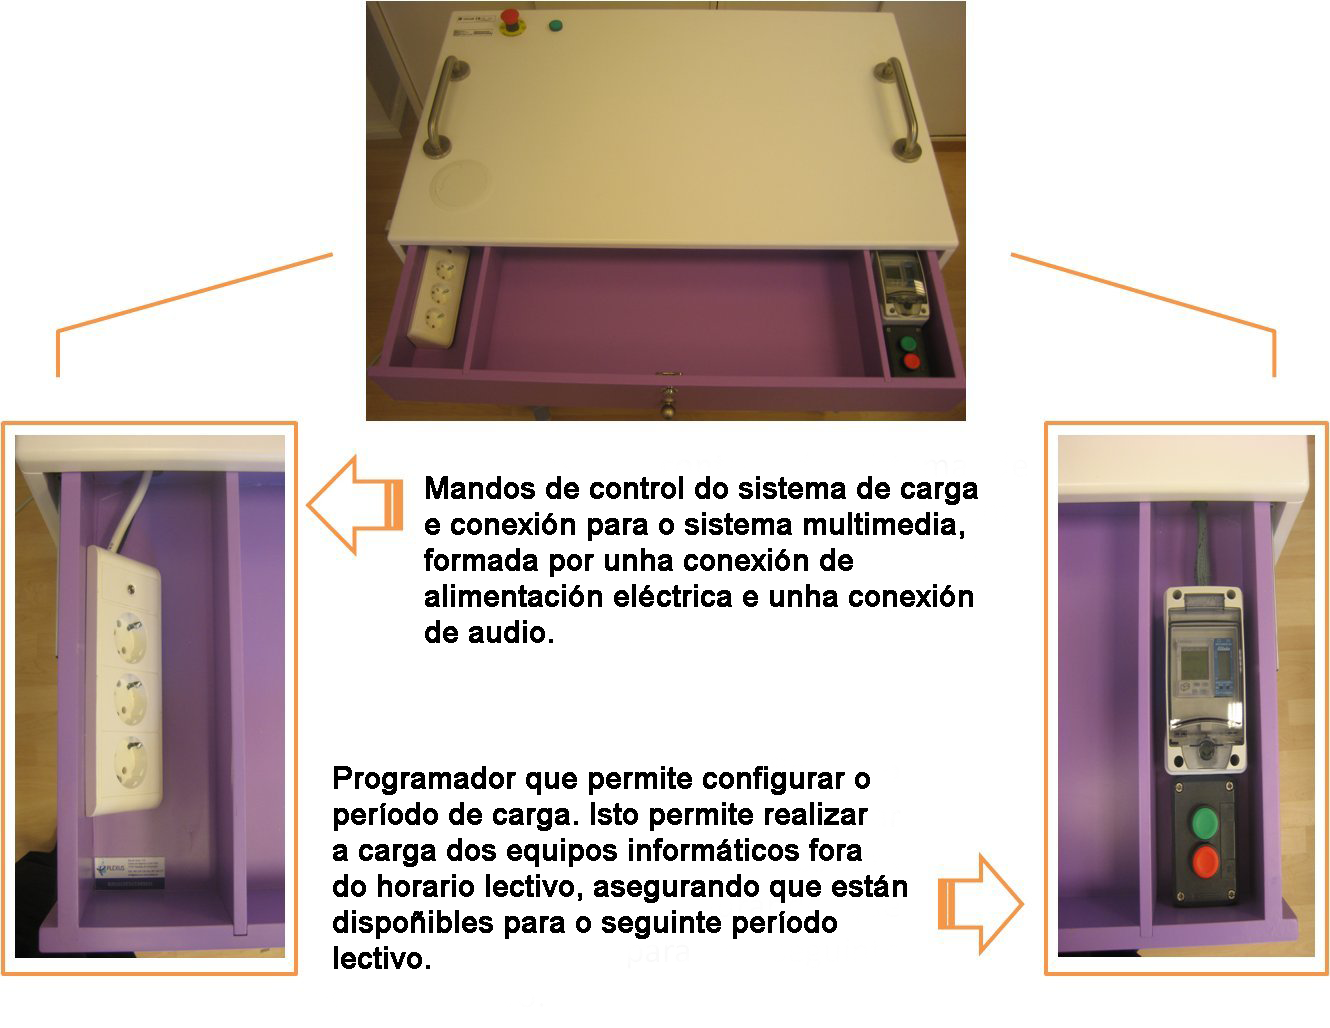 Mandos de control do sistema de carga
e conexión para o sistema multimedia,
formada por unha conexión de
alimentación eléctrica e unha conexión
de audio.
Programador que permite configurar o
período de carga. Isto permite realizar
a carga dos equipos informáticos fora
do horario lectivo, asegurando que están
dispoñibles para o seguinte período
lectivo.
para
PLEXUS